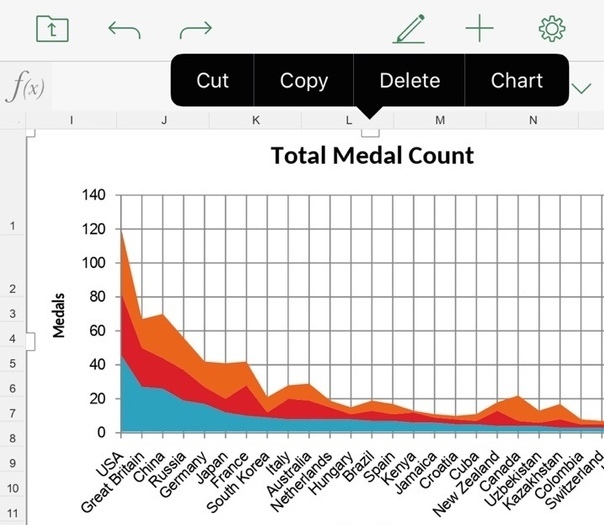 Cut Copy Delete Chart
f(x)
I J K L M N
Total Medal Count
Medals
140
120
100
80
60
40
20
0
1
2
3
4
5
6
7
8
9
10
11
USA
Great Britain
China
Russia
Germany
Japan
France
South Korea
Italy
Australia
Netherlands
Hungary
Brazil
Spain
Kenya
Jamaica
Croatia
Cuba
New Zealand
Canada
Uzbekistan
Kazakhstan
Colombia
Switzerland